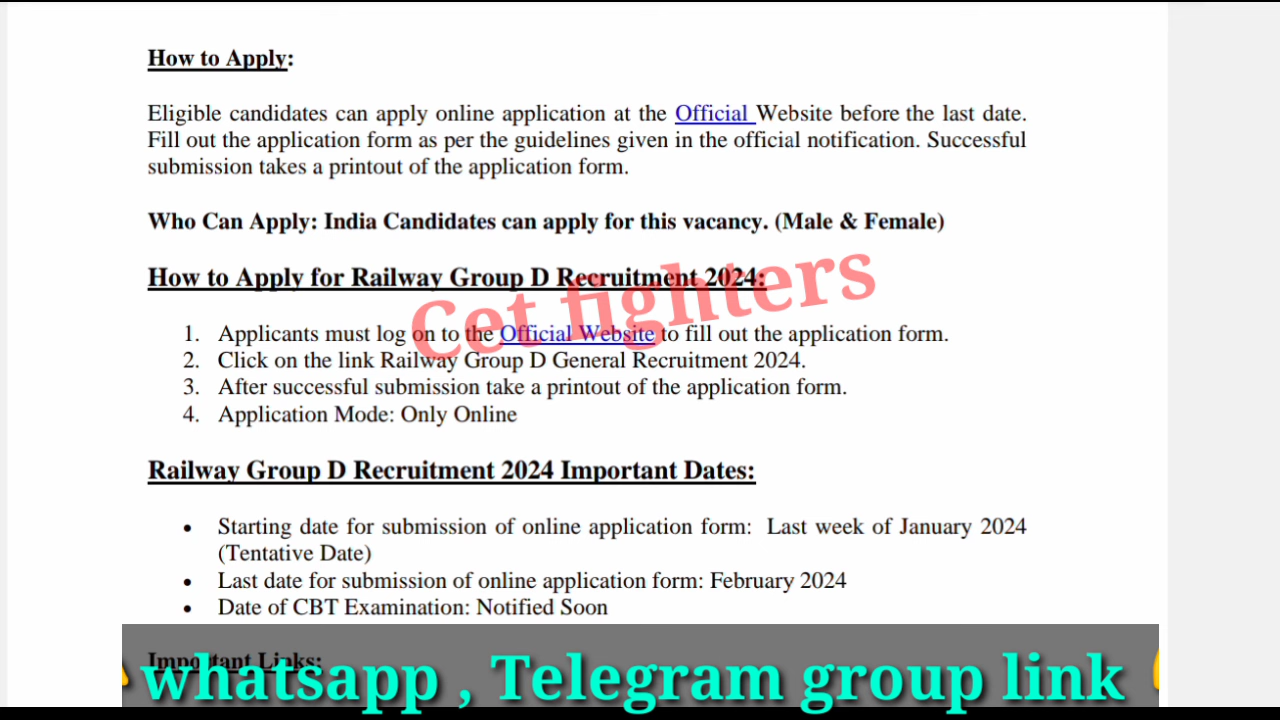 How to Apply:
Eligible candidates can apply online application at the Official Website before the last date.
Fill out the application form as per the guidelines given in the official notification. Successful
submission takes a printout of the application form.
Who Can Apply: India Candidates can apply for this vacancy. (Male & Female)
How to Apply for Railway Group D Recruitment 2024:
Cet fighters
1. Applicants must log on to the Official Website to fill out the application form.
2. Click on the link Railway Group D General Recruitment 2024.
3. After successful submission take a printout of the application form.
4. Application Mode: Only Online
Railway Group D Recruitment 2024 Important Dates:
• Starting date for submission of online application form: Last week of January 2024
(Tentative Date)
• Last date for submission of online application form: February 2024
• Date of CBT Examination: Notified Soon
Important Links:
whatsapp , Telegram group link